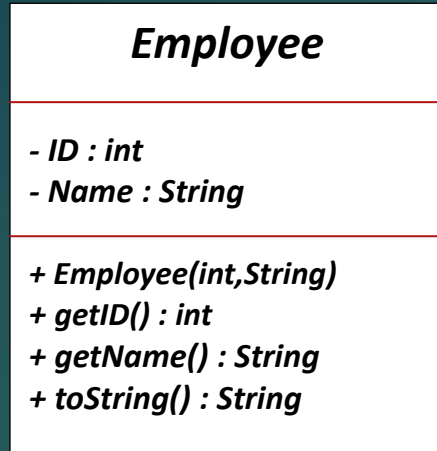 Employee
- ID : int
- Name : String
+ Employee(int,String)
+ getID() : int
+ getName() : String
+ toString() : String